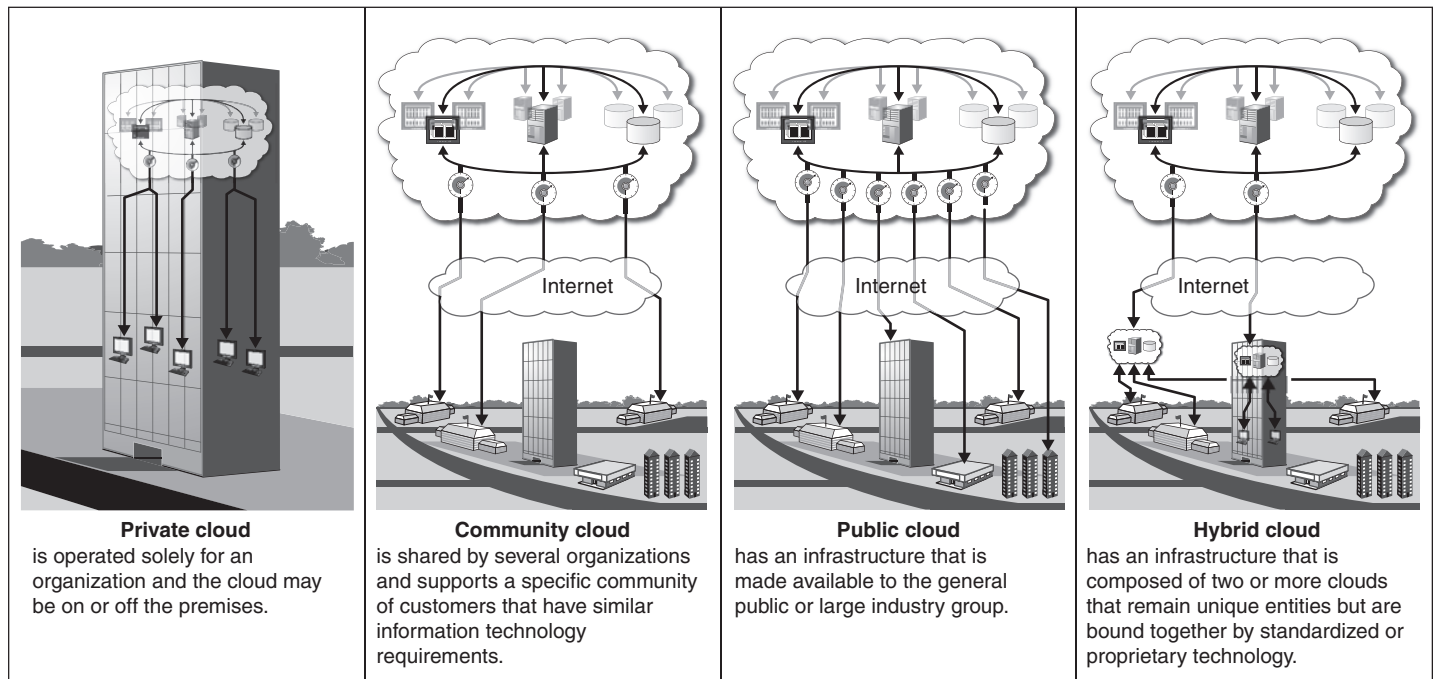 Internet
Internet
Internet
Private cloud
is operated solely for an
organization and the cloud may
be on or off the premises.
Community cloud
is shared by several organizations
and supports a specific community
of customers that have similar
information technology
requirements.
Public cloud
has an infrastructure that is
made available to the general
public or large industry group.
Hybrid cloud
has an infrastructure that is
composed of two or more clouds
that remain unique entities but are
bound together by standardized or
proprietary technology.